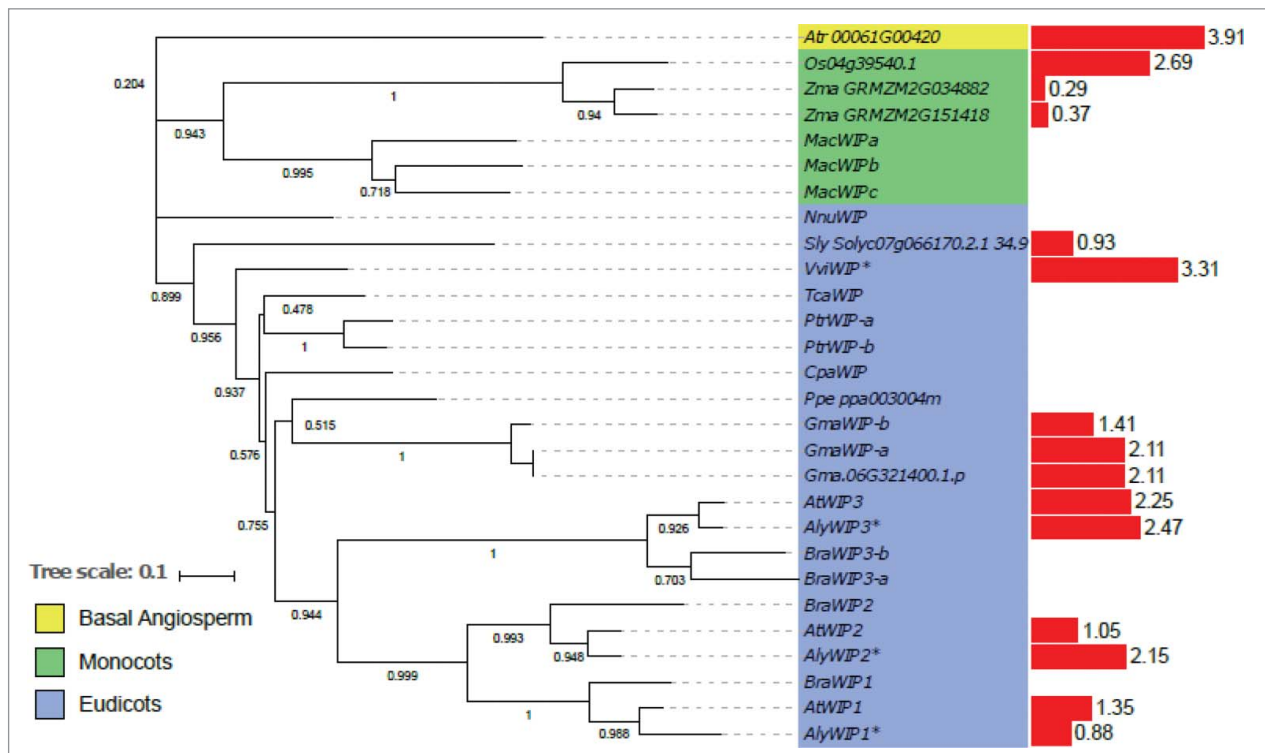 Atr 00061G00420 3.91
Os04g39540.1 2.69
0.204
1
Zma GRMZM2G034882 0.29
0.94
Zma GRMZM2G151418 0.37
0.943
MacWIPa
0.995
MacWIPb
0.718
MacWIPc
NnuWIP
Sly Solyc07g066170.2.1 34.9 0.93
VviWIP* 3.31
0.899
TcaWIP
0.478
PtrWIP-a
0.956
PtrWIP-b
1
CpaWIP
0.937
Ppe ppa003004m
0.515
GmaWIP-b 1.41
GmaWIP-a 2.11
0.576
1
Gma.06G321400.1.p 2.11
AtWIP3 2.25
0.755
0.926
AlyWIP3* 2.47
1
BraWIP3-b
Tree scale: 0.1
0.703
BraWIP3-a
BraWIP2
0.944
Basal Angiosperm
0.993
AtWIP2 1.05
0.948
AlyWIP2* 2.15
Monocots
0.999
BraWIP1
Eudicots
1
AtWIP1 1.35
0.988
AlyWIP1* 0.88